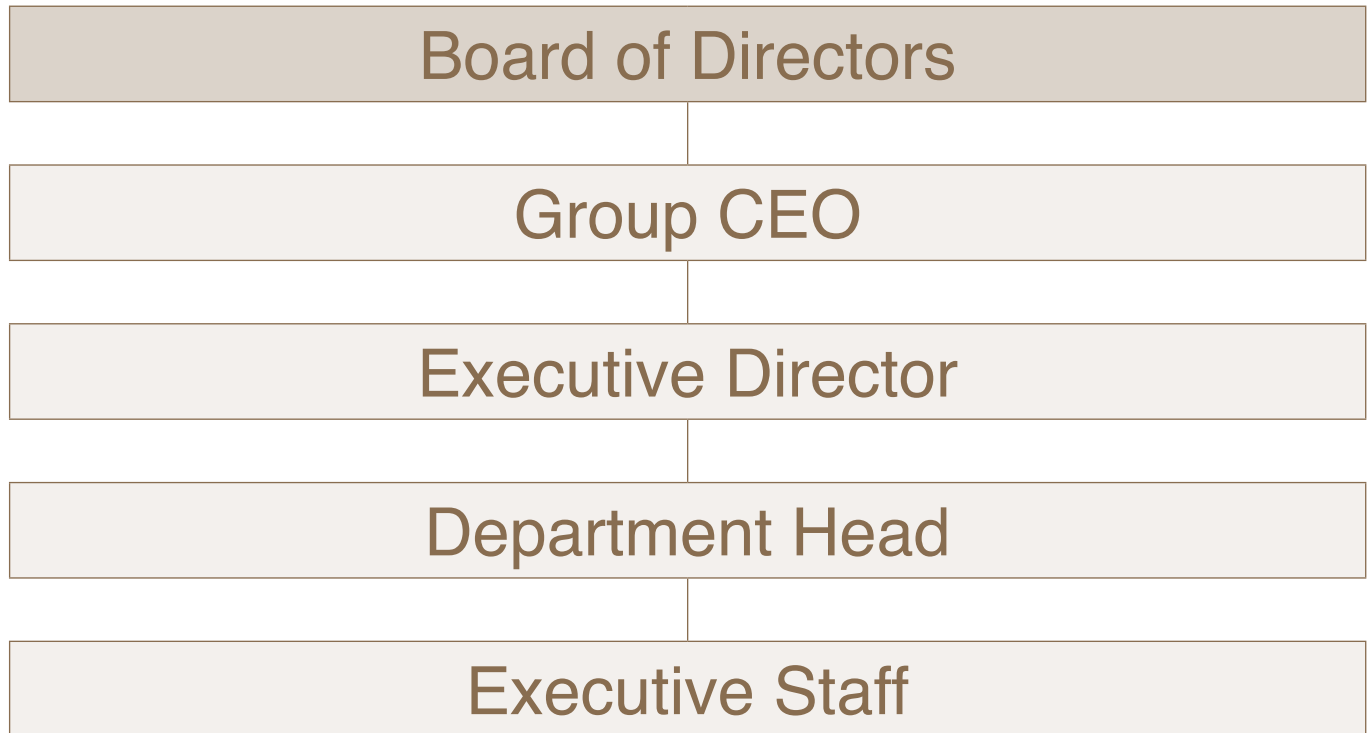 Board of Directors
Group CEO
Executive Director
Department Head
Executive Staff